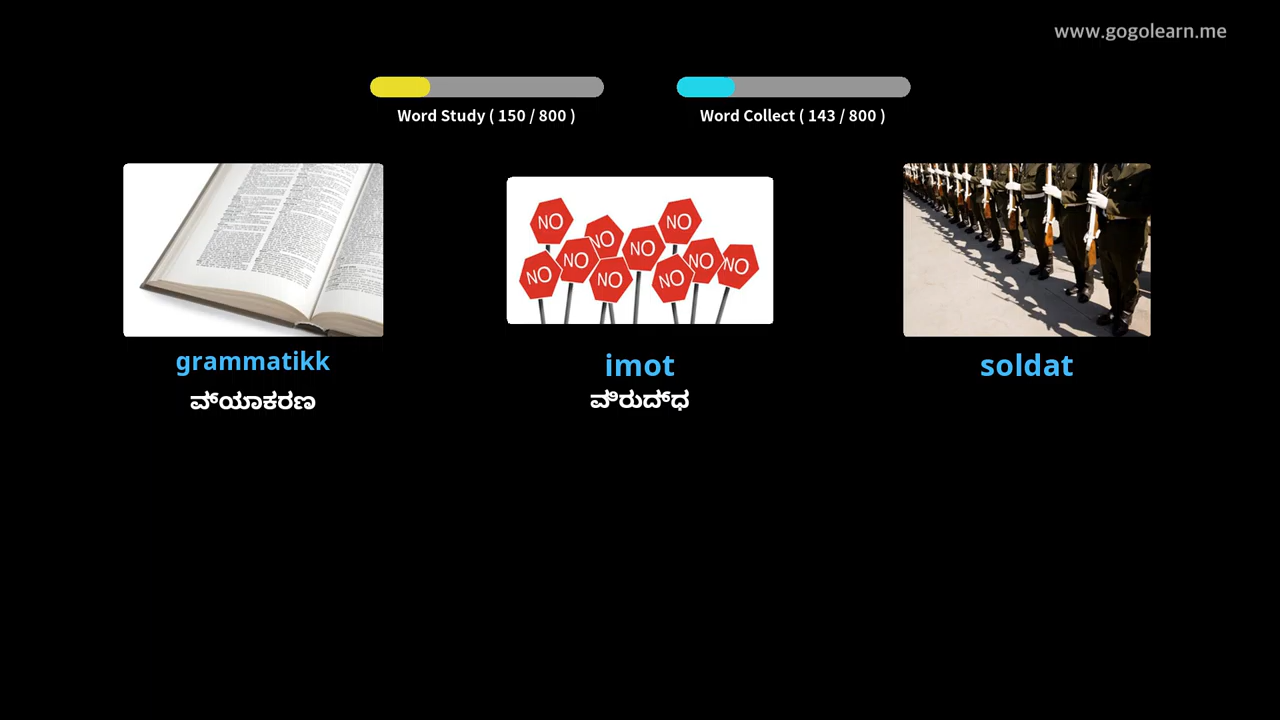 www.gogolearn.me
Word Study ( 150 / 800 )
Word Collect ( 143 / 800 )
NO NO NO NO NO NO NO NO NO NO
grammatikk
imot
soldat
ವ್ಯಾಕರಣ
ವಿರುದ್ಧ